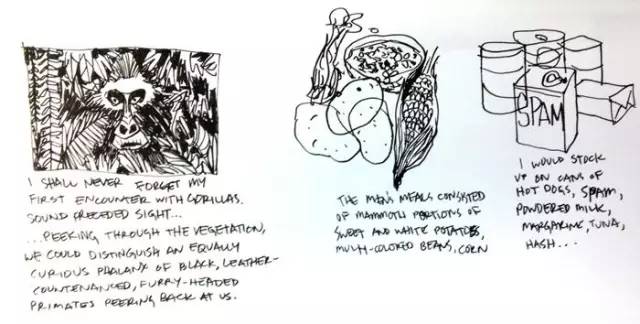 I SHALL NEVER FORGET MY
FIRST ENCOUNTER WITH GORILLAS.
SOUND PRECEDED SIGHT...
...PEEKING THROUGH THE VEGETATION,
WE COULD DISTINGUISH AN EQUALLY
CURIOUS PHALANX OF BLACK, LEATHER-
COUNTENANCED, FURRY-HEADED
PRIMATES PEERING BACK AT US.
THE MEN'S MEALS CONSISTED
OF MAMMOTH PORTIONS OF
SWEET AND WHITE POTATOES,
MULTI-COLORED BEANS, CORN
SPAM
I WOULD STOCK
UP ON CANS OF
HOT DOGS, SPAM,
POWDERED MILK,
MARGARINE, TUNA,
HASH...